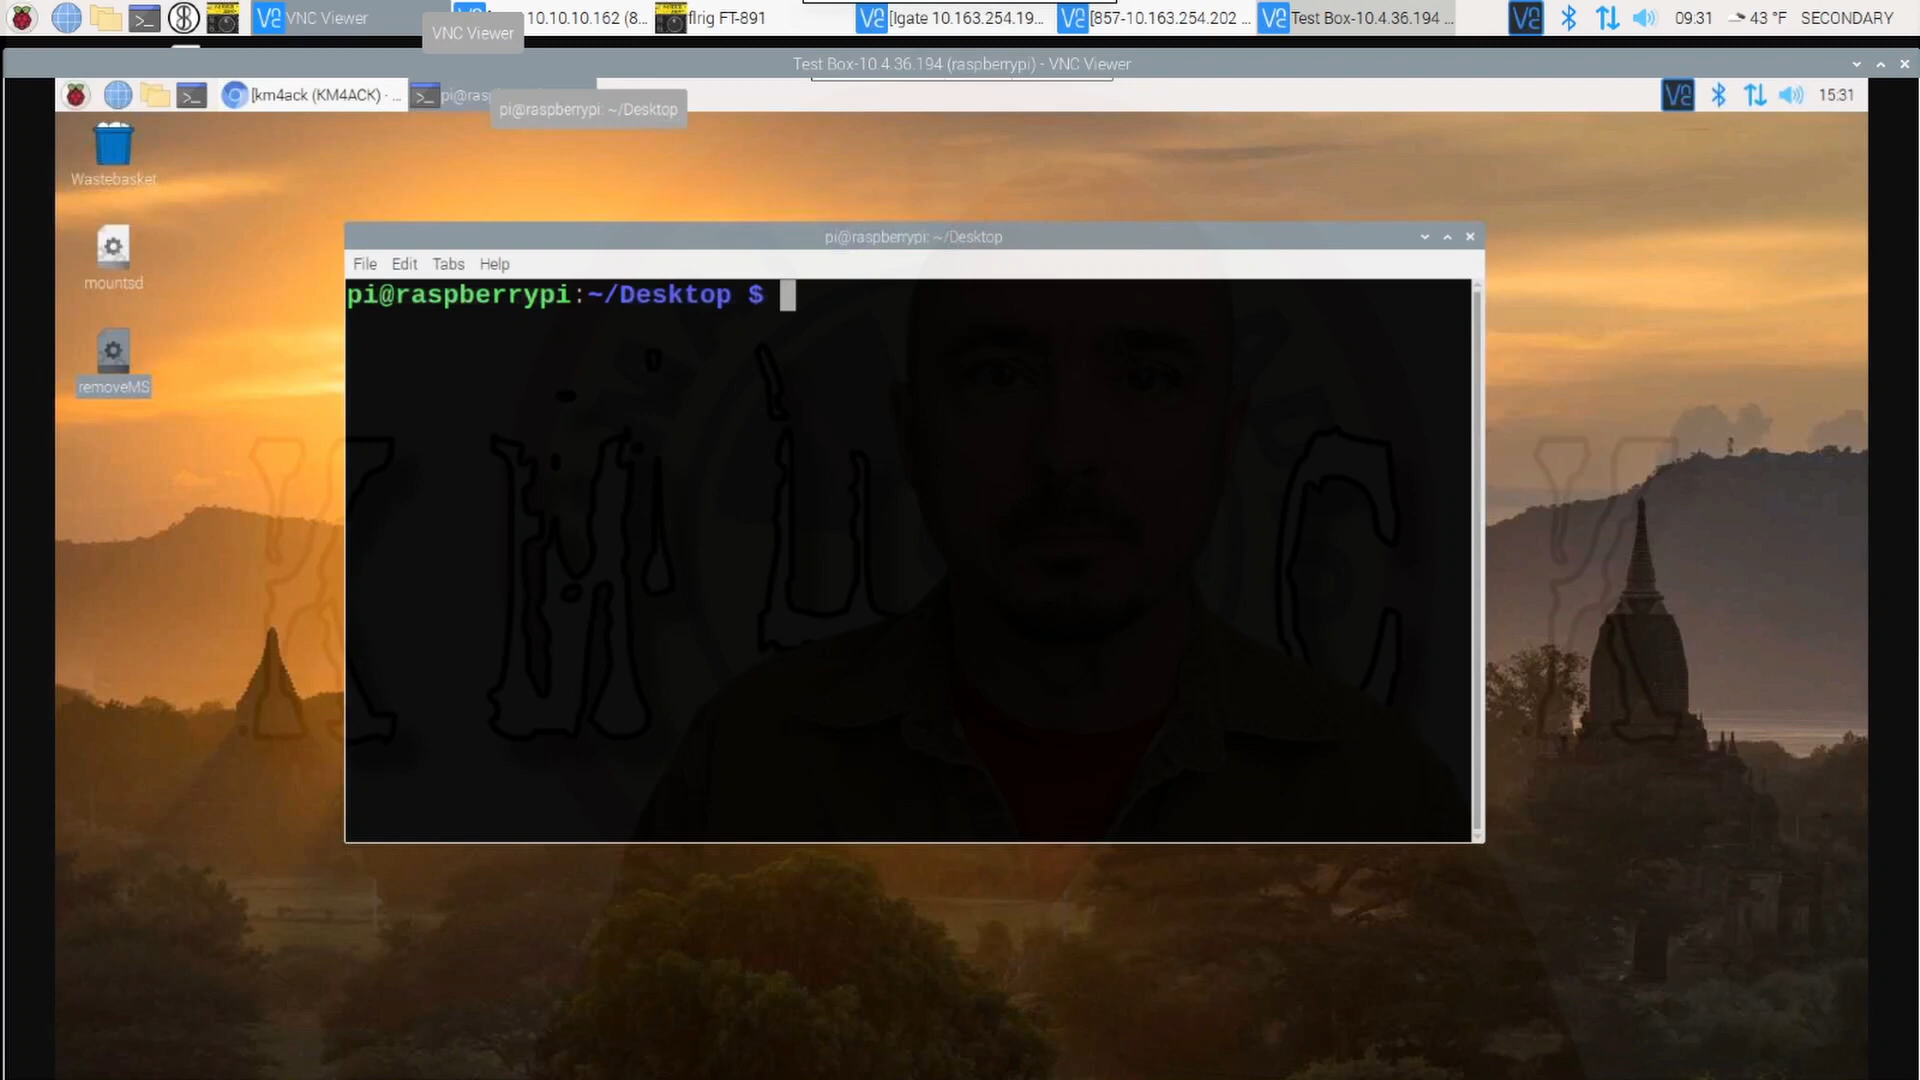 VNC Viewer
10.10.10.162 (8...
flrig FT-891
[Igate 10.163.254.19...
[857-10.163.254.202 ...
Test Box-10.4.36.194 ...
09:31
43 °F
SECONDARY
VNC Viewer
Test Box-10.4.36.194 (raspberrypi) - VNC Viewer
[km4ack (KM4ACK) · ...
pi@rasp
15:31
pi@raspberrypi: ~/Desktop
Wastebasket
mountsd
removeMS
pi@raspberrypi: ~/Desktop
File Edit Tabs Help
pi@raspberrypi:~/Desktop $